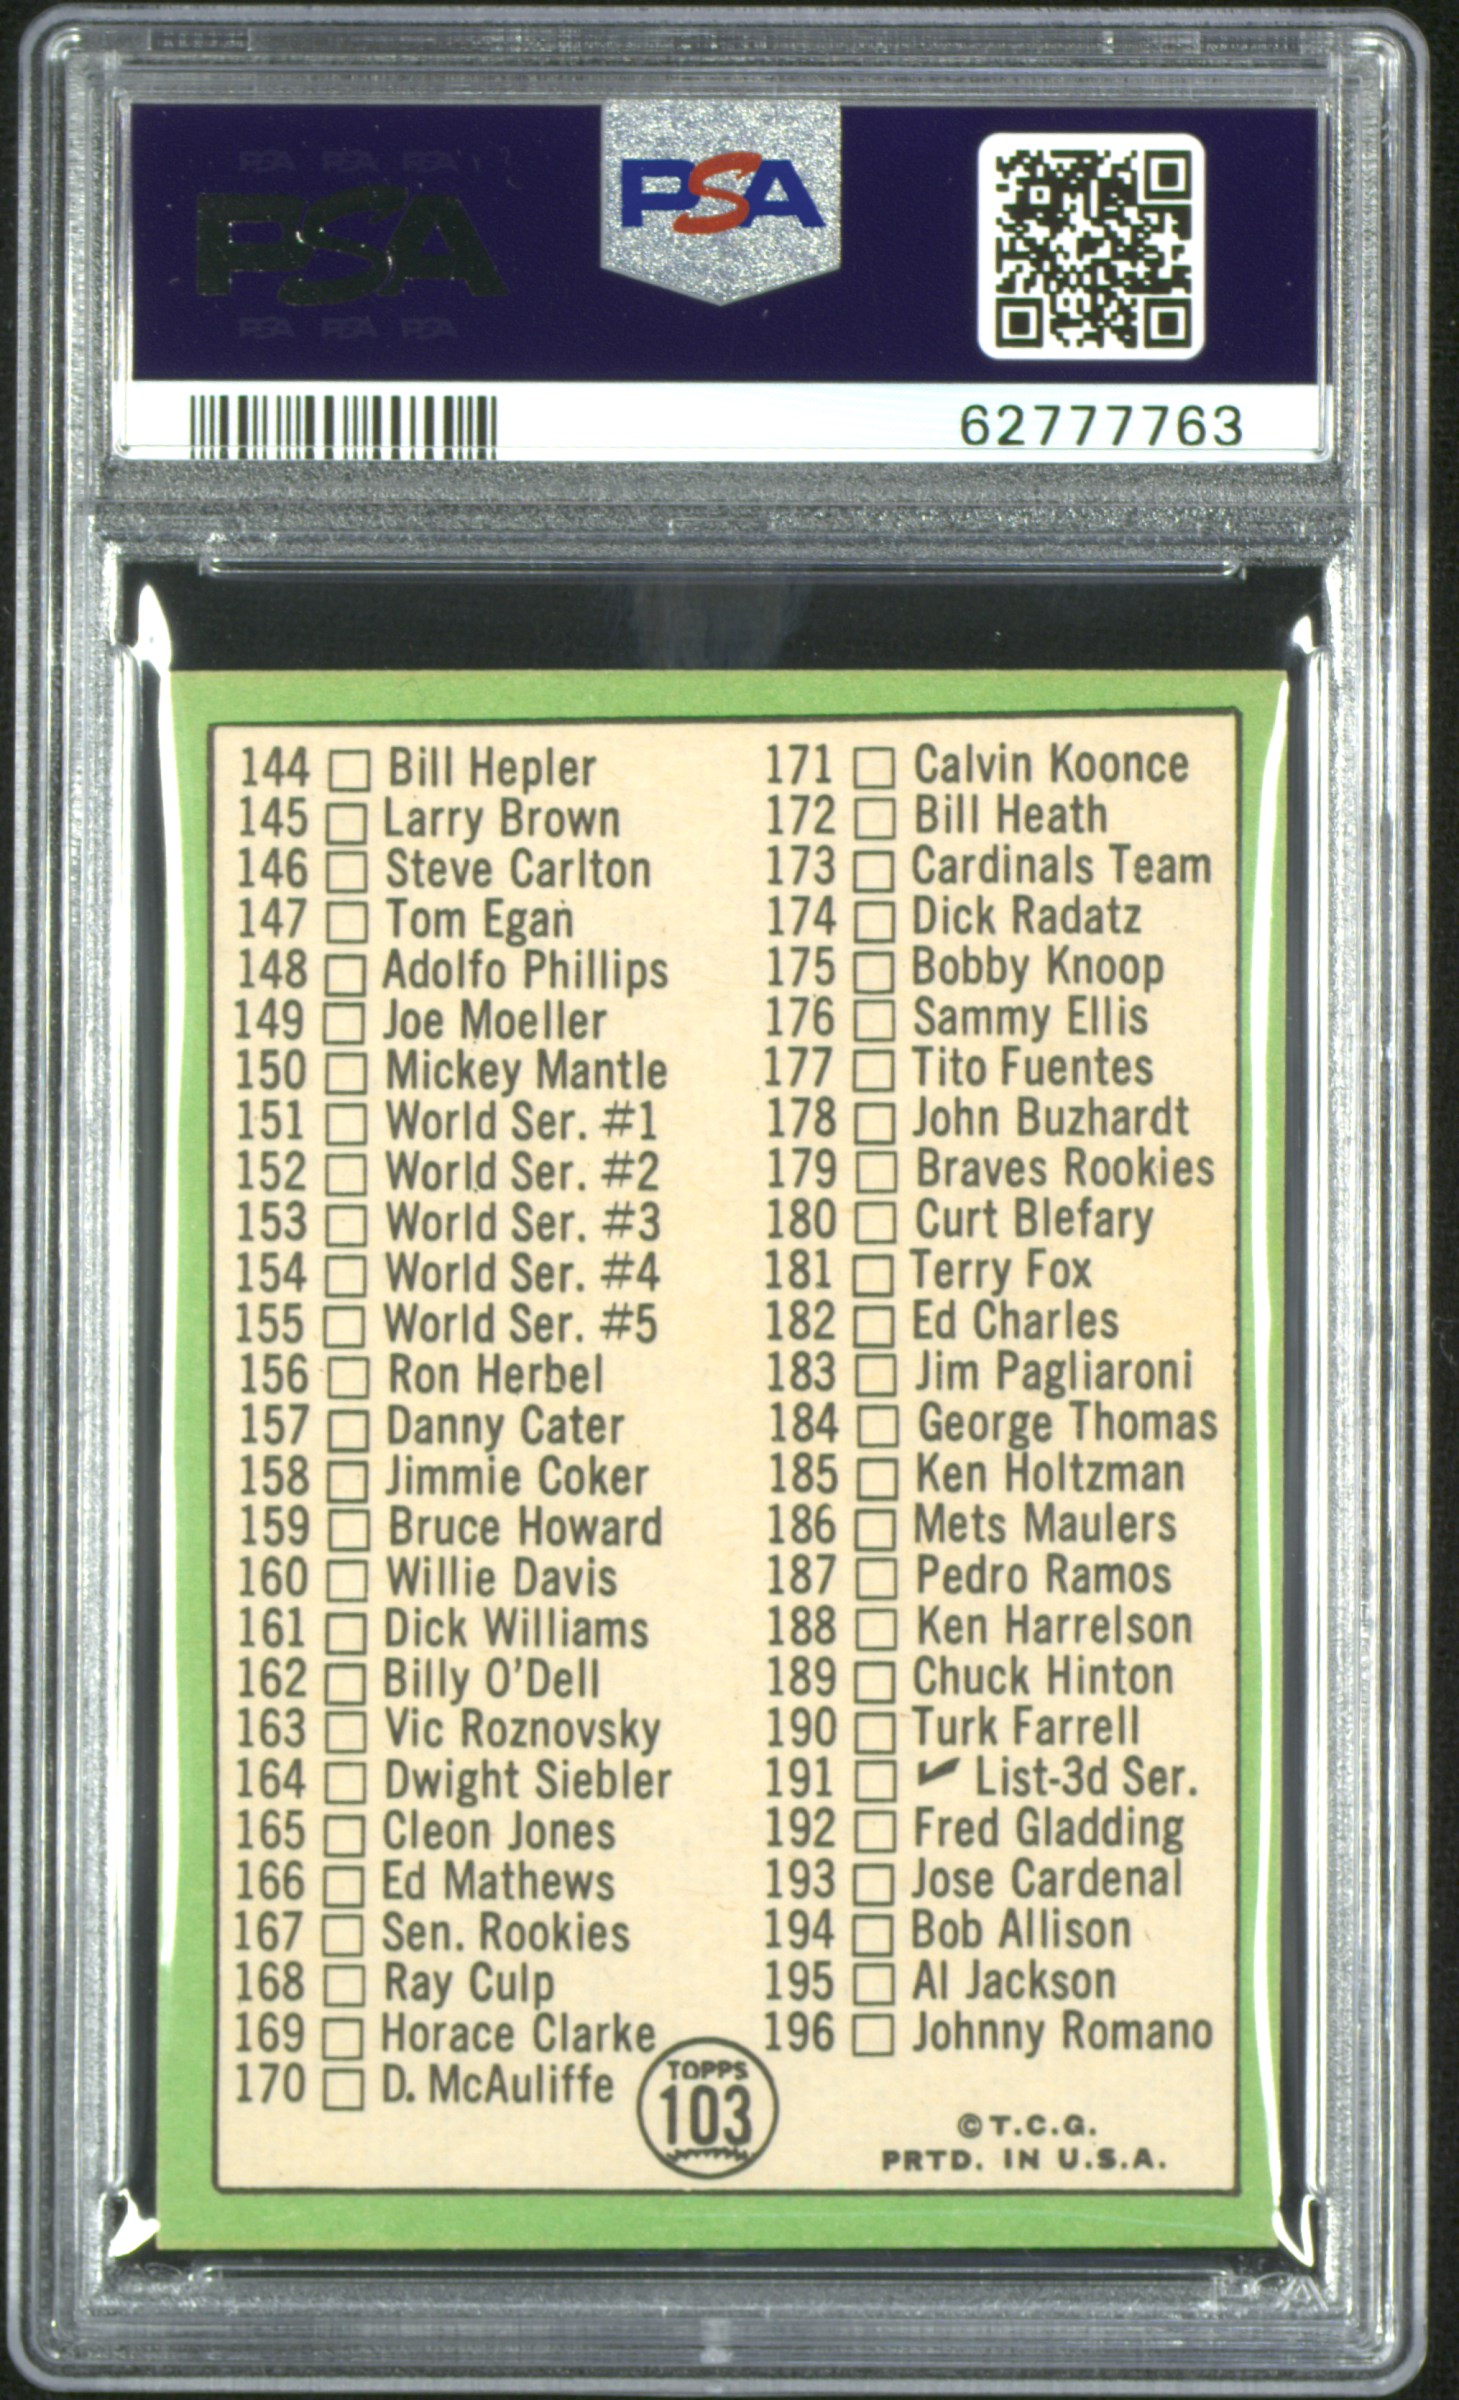 PSA PSA PSA
PSA
PSA PSA PSA
PSA
62777763
144 Bill Hepler
145 Larry Brown
146 Steve Carlton
147 Tom Egan
148 Adolfo Phillips
149 Joe Moeller
150 Mickey Mantle
151 World Ser. #1
152 World Ser. #2
153 World Ser. #3
154 World Ser. #4
155 World Ser. #5
156 Ron Herbel
157 Danny Cater
158 Jimmie Coker
159 Bruce Howard
160 Willie Davis
161 Dick Williams
162 Billy O'Dell
163 Vic Roznovsky
164 Dwight Siebler
165 Cleon Jones
166 Ed Mathews
167 Sen. Rookies
168 Ray Culp
169 Horace Clarke
170 D. McAuliffe
171 Calvin Koonce
172 Bill Heath
173 Cardinals Team
174 Dick Radatz
175 Bobby Knoop
176 Sammy Ellis
177 Tito Fuentes
178 John Buzhardt
179 Braves Rookies
180 Curt Blefary
181 Terry Fox
182 Ed Charles
183 Jim Pagliaroni
184 George Thomas
185 Ken Holtzman
186 Mets Maulers
187 Pedro Ramos
188 Ken Harrelson
189 Chuck Hinton
190 Turk Farrell
191 ✔ List-3d Ser.
192 Fred Gladding
193 Jose Cardenal
194 Bob Allison
195 Al Jackson
196 Johnny Romano
TOPPS
103
© T.C.G.
PRTD. IN U.S.A.
PSA